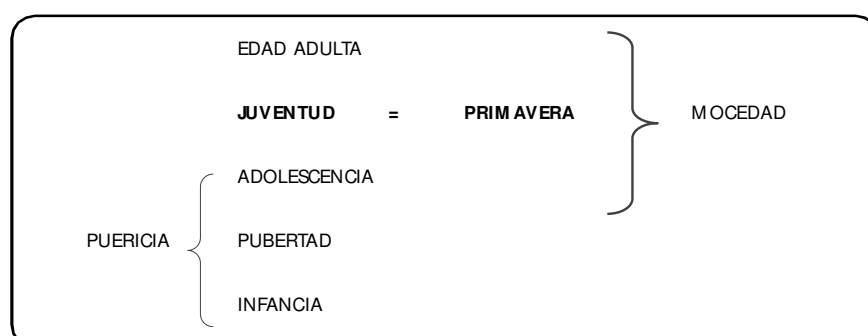 EDAD ADULTA
JUVENTUD = PRIMAVERA MOCEDAD
ADOLESCENCIA
PUERICIA PUBERTAD
INFANCIA